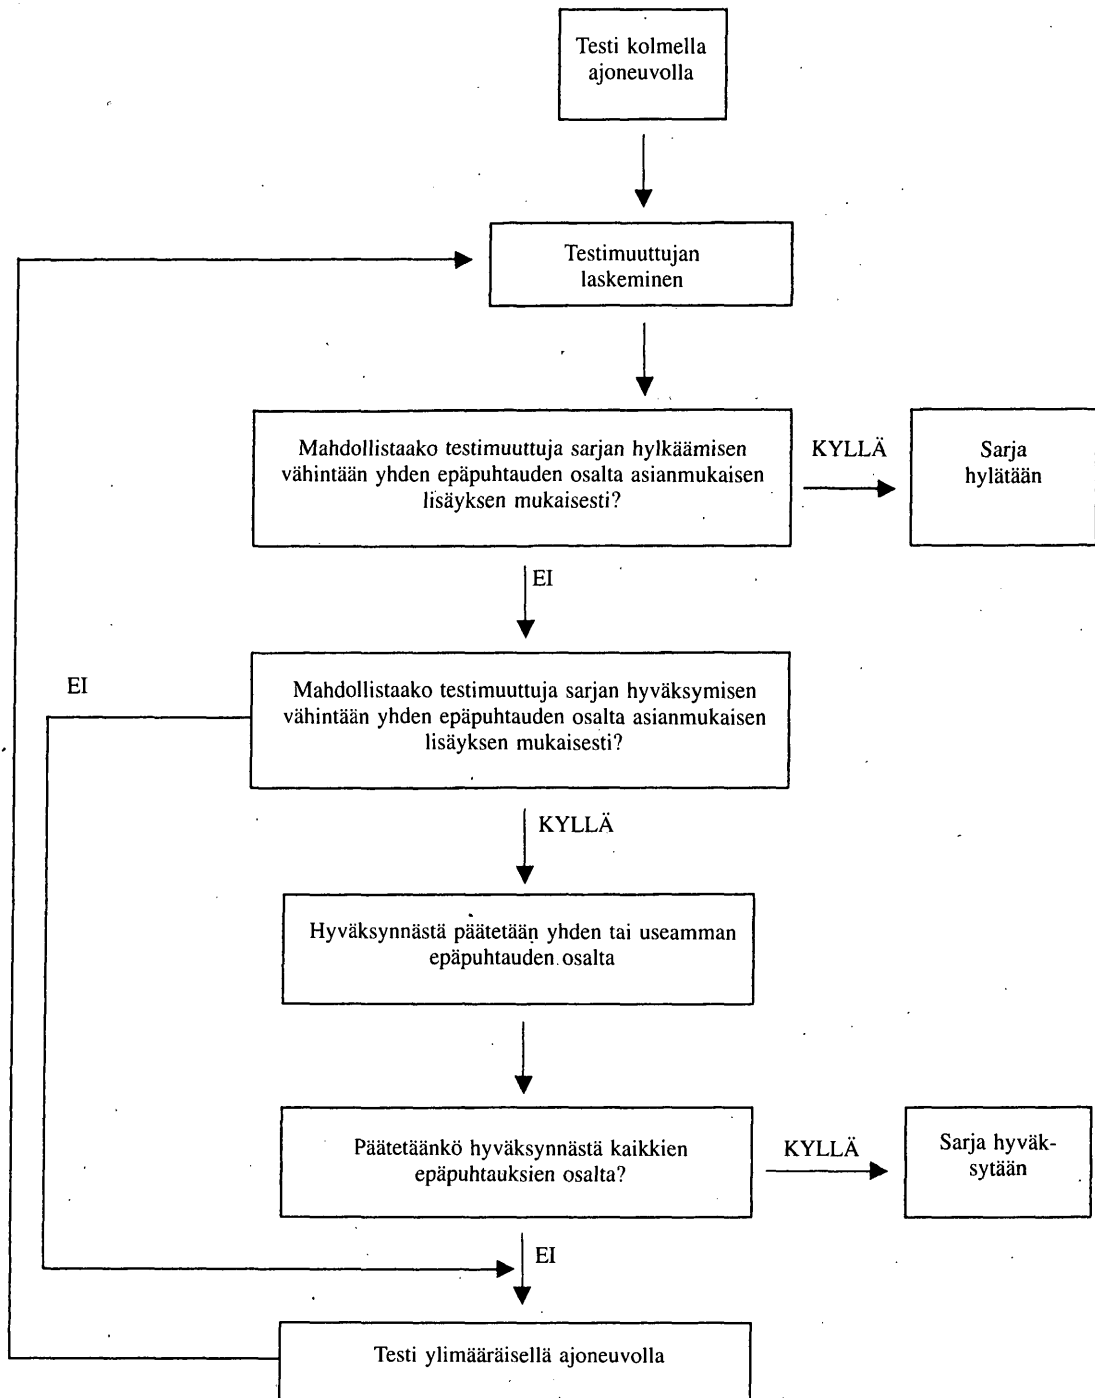 Testi kolmella
ajoneuvolla
Testimuuttujan
laskeminen
Mahdollistaako testimuuttuja sarjan hylkäämisen
vähintään yhden epäpuhtauden osalta asianmukaisen
lisäyksen mukaisesti?
KYLLÄ
Sarja
hylätään
EI
EI
Mahdollistaako testimuuttuja sarjan hyväksymisen
vähintään yhden epäpuhtauden osalta asianmukaisen
lisäyksen mukaisesti?
KYLLÄ
Hyväksynnästä päätetään yhden tai useamman
epäpuhtauden osalta
Päätetäänkö hyväksynnästä kaikkien
epäpuhtauksien osalta?
KYLLÄ
Sarja hyväk-
sytään
EI
Testi ylimääräisellä ajoneuvolla